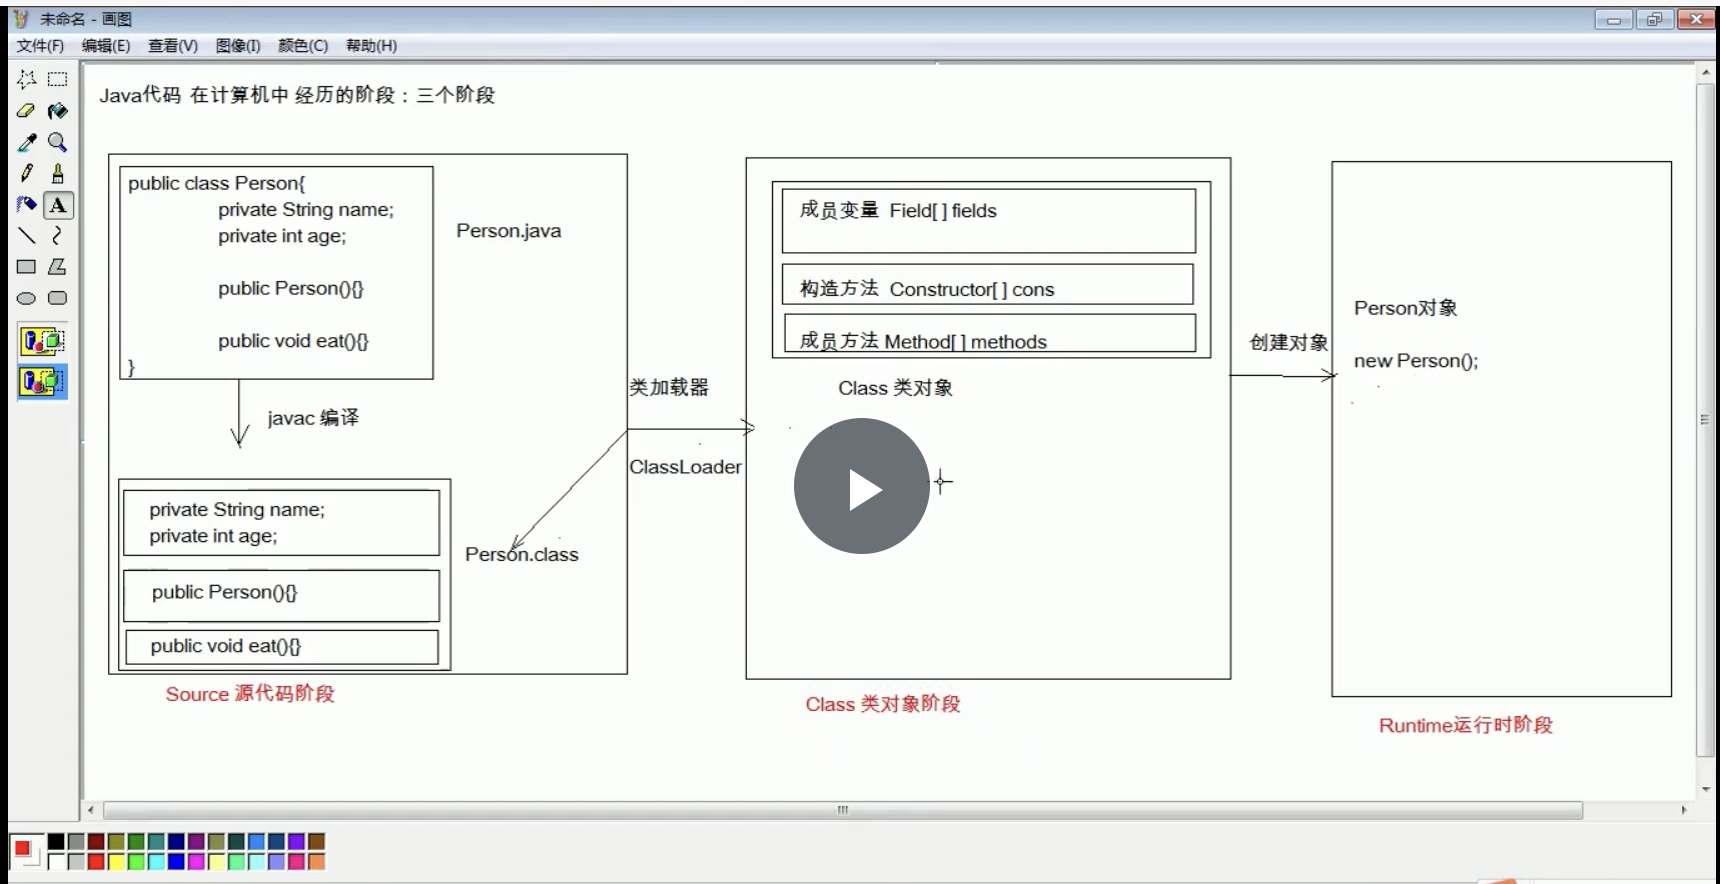 未命名 - 画图
文件(F) 编辑(E) 查看(V) 图像(I) 颜色(C) 帮助(H)
Java代码 在计算机中 经历的阶段：三个阶段
public class Person{
private String name;
private int age;
public Person(){}
public void eat(){}
}
Person.java
javac 编译
private String name;
private int age;
public Person(){}
public void eat(){}
Person.class
Source 源代码阶段
类加载器
ClassLoader
成员变量 Field[ ] fields
构造方法 Constructor[ ] cons
成员方法 Method[ ] methods
Class 类对象
Class 类对象阶段
创建对象
Person对象
new Person();
Runtime运行时阶段